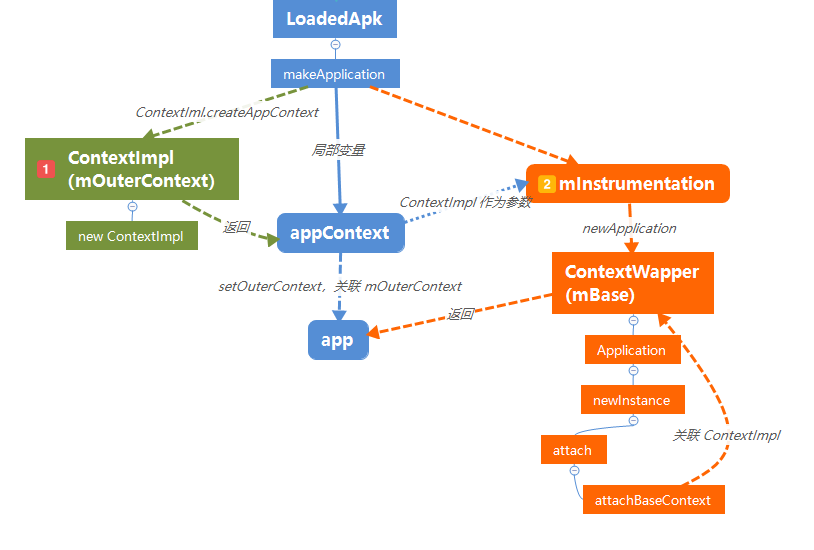 LoadedApk
makeApplication
ContextIml.createAppContext
局部变量
1
ContextImpl
(mOuterContext)
new ContextImpl
返回
appContext
ContextImpl 作为参数
2
mInstrumentation
newApplication
setOuterContext，关联 mOuterContext
app
返回
ContextWapper
(mBase)
Application
newInstance
attach
attachBaseContext
关联 ContextImpl